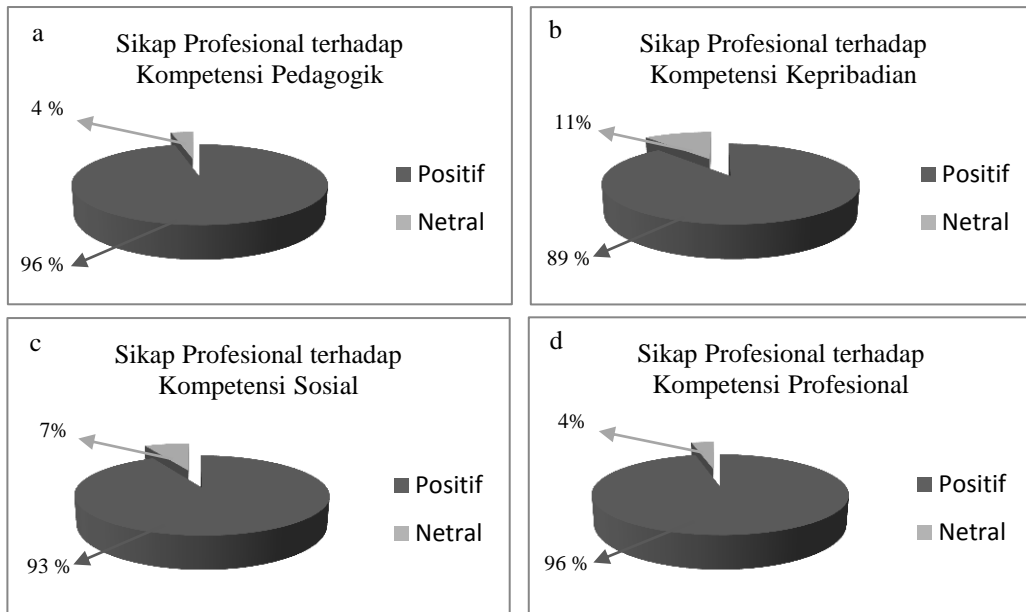 a
Sikap Profesional terhadap
Kompetensi Pedagogik
4 %
Positif
Netral
96 %
b
Sikap Profesional terhadap
Kompetensi Kepribadian
11%
Positif
Netral
89 %
c
Sikap Profesional terhadap
Kompetensi Sosial
7%
Positif
Netral
93 %
d
Sikap Profesional terhadap
Kompetensi Profesional
4%
Positif
Netral
96 %